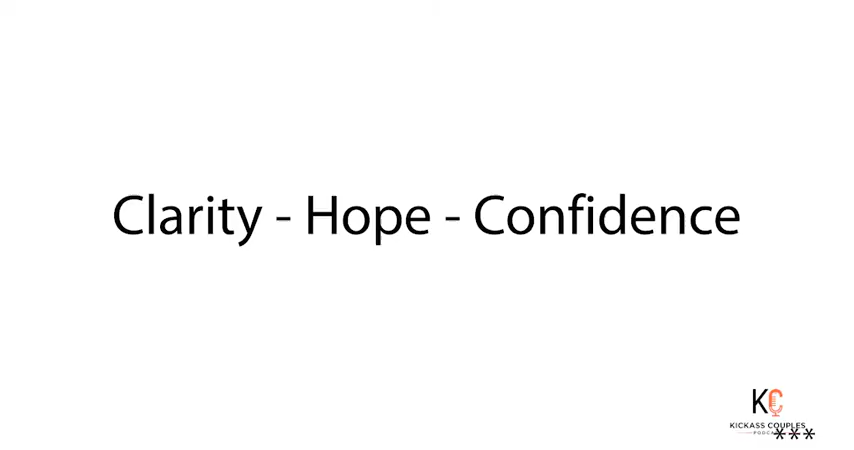 Clarity - Hope - Confidence
KC
KICKASS COUPLES
***